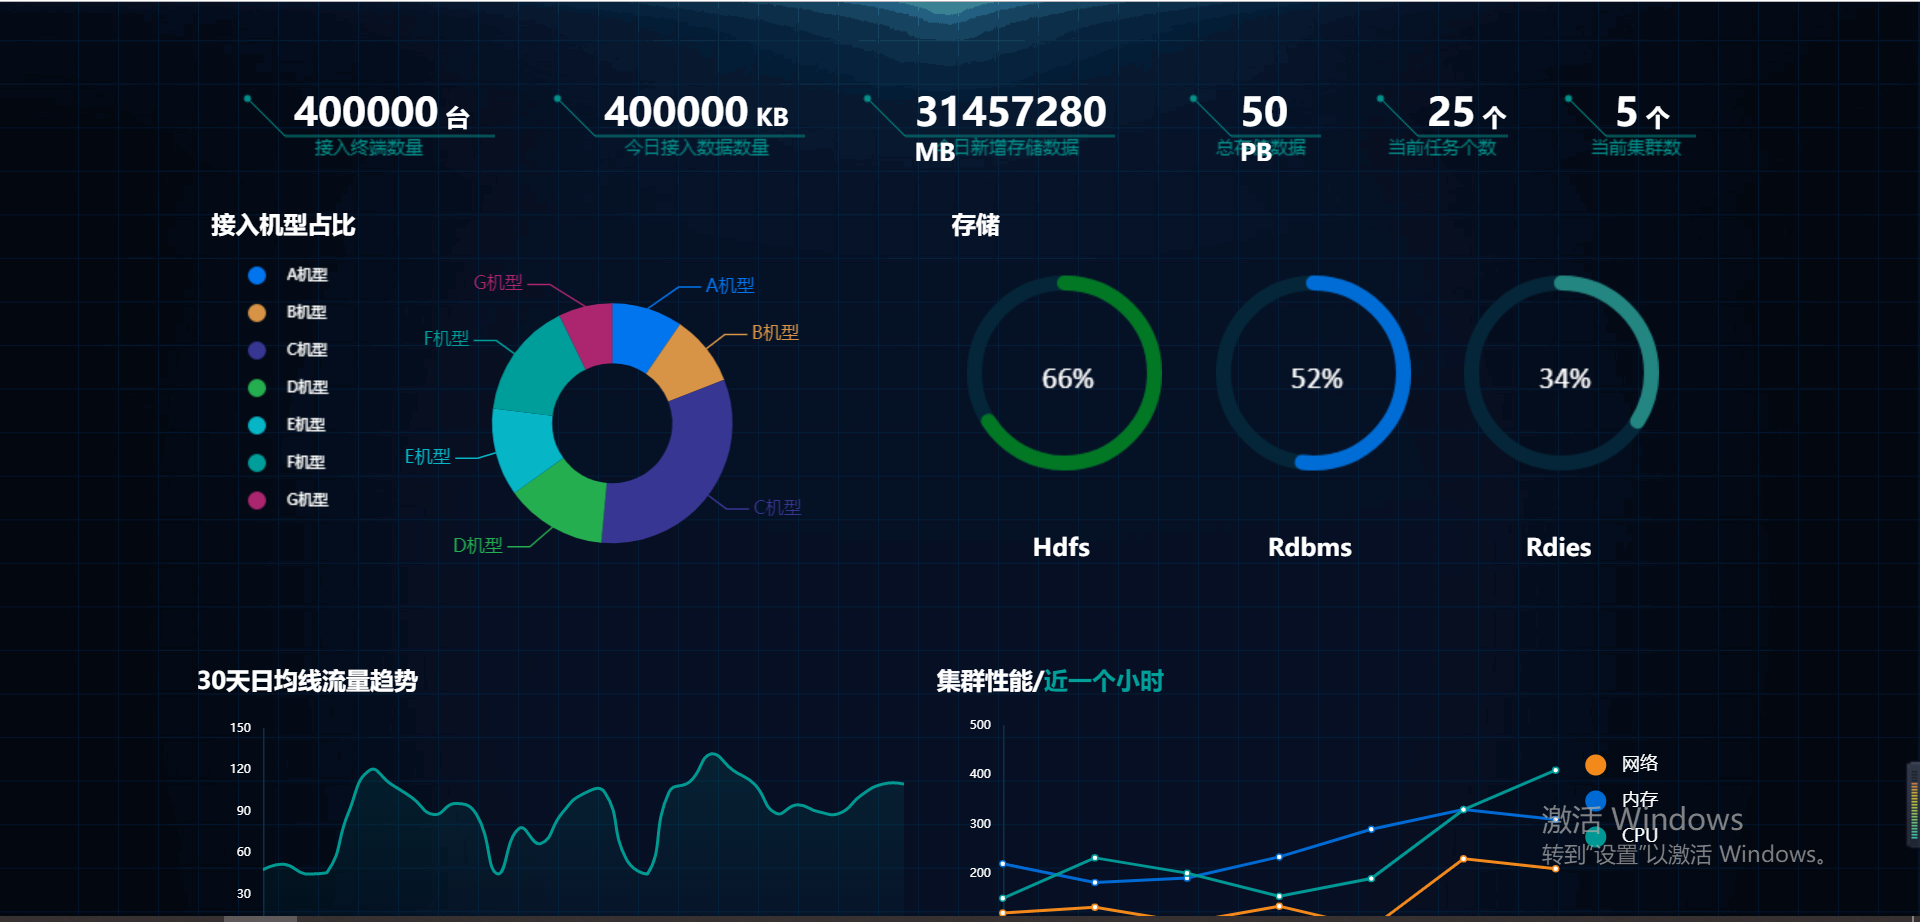 400000 台
接入终端数量
400000 KB
今日接入数据数量
31457280
MB
日新增存储数据
50
PB
总存储数据
25 个
当前任务个数
5 个
当前集群数
接入机型占比
A机型
B机型
C机型
D机型
E机型
F机型
G机型
G机型
A机型
F机型
B机型
E机型
C机型
D机型
存储
66%
52%
34%
Hdfs
Rdbms
Rdies
30天日均线流量趋势
150
120
90
60
30
集群性能/近一个小时
500
400
300
200
网络
内存
CPU
激活 Windows
转到“设置”以激活 Windows。